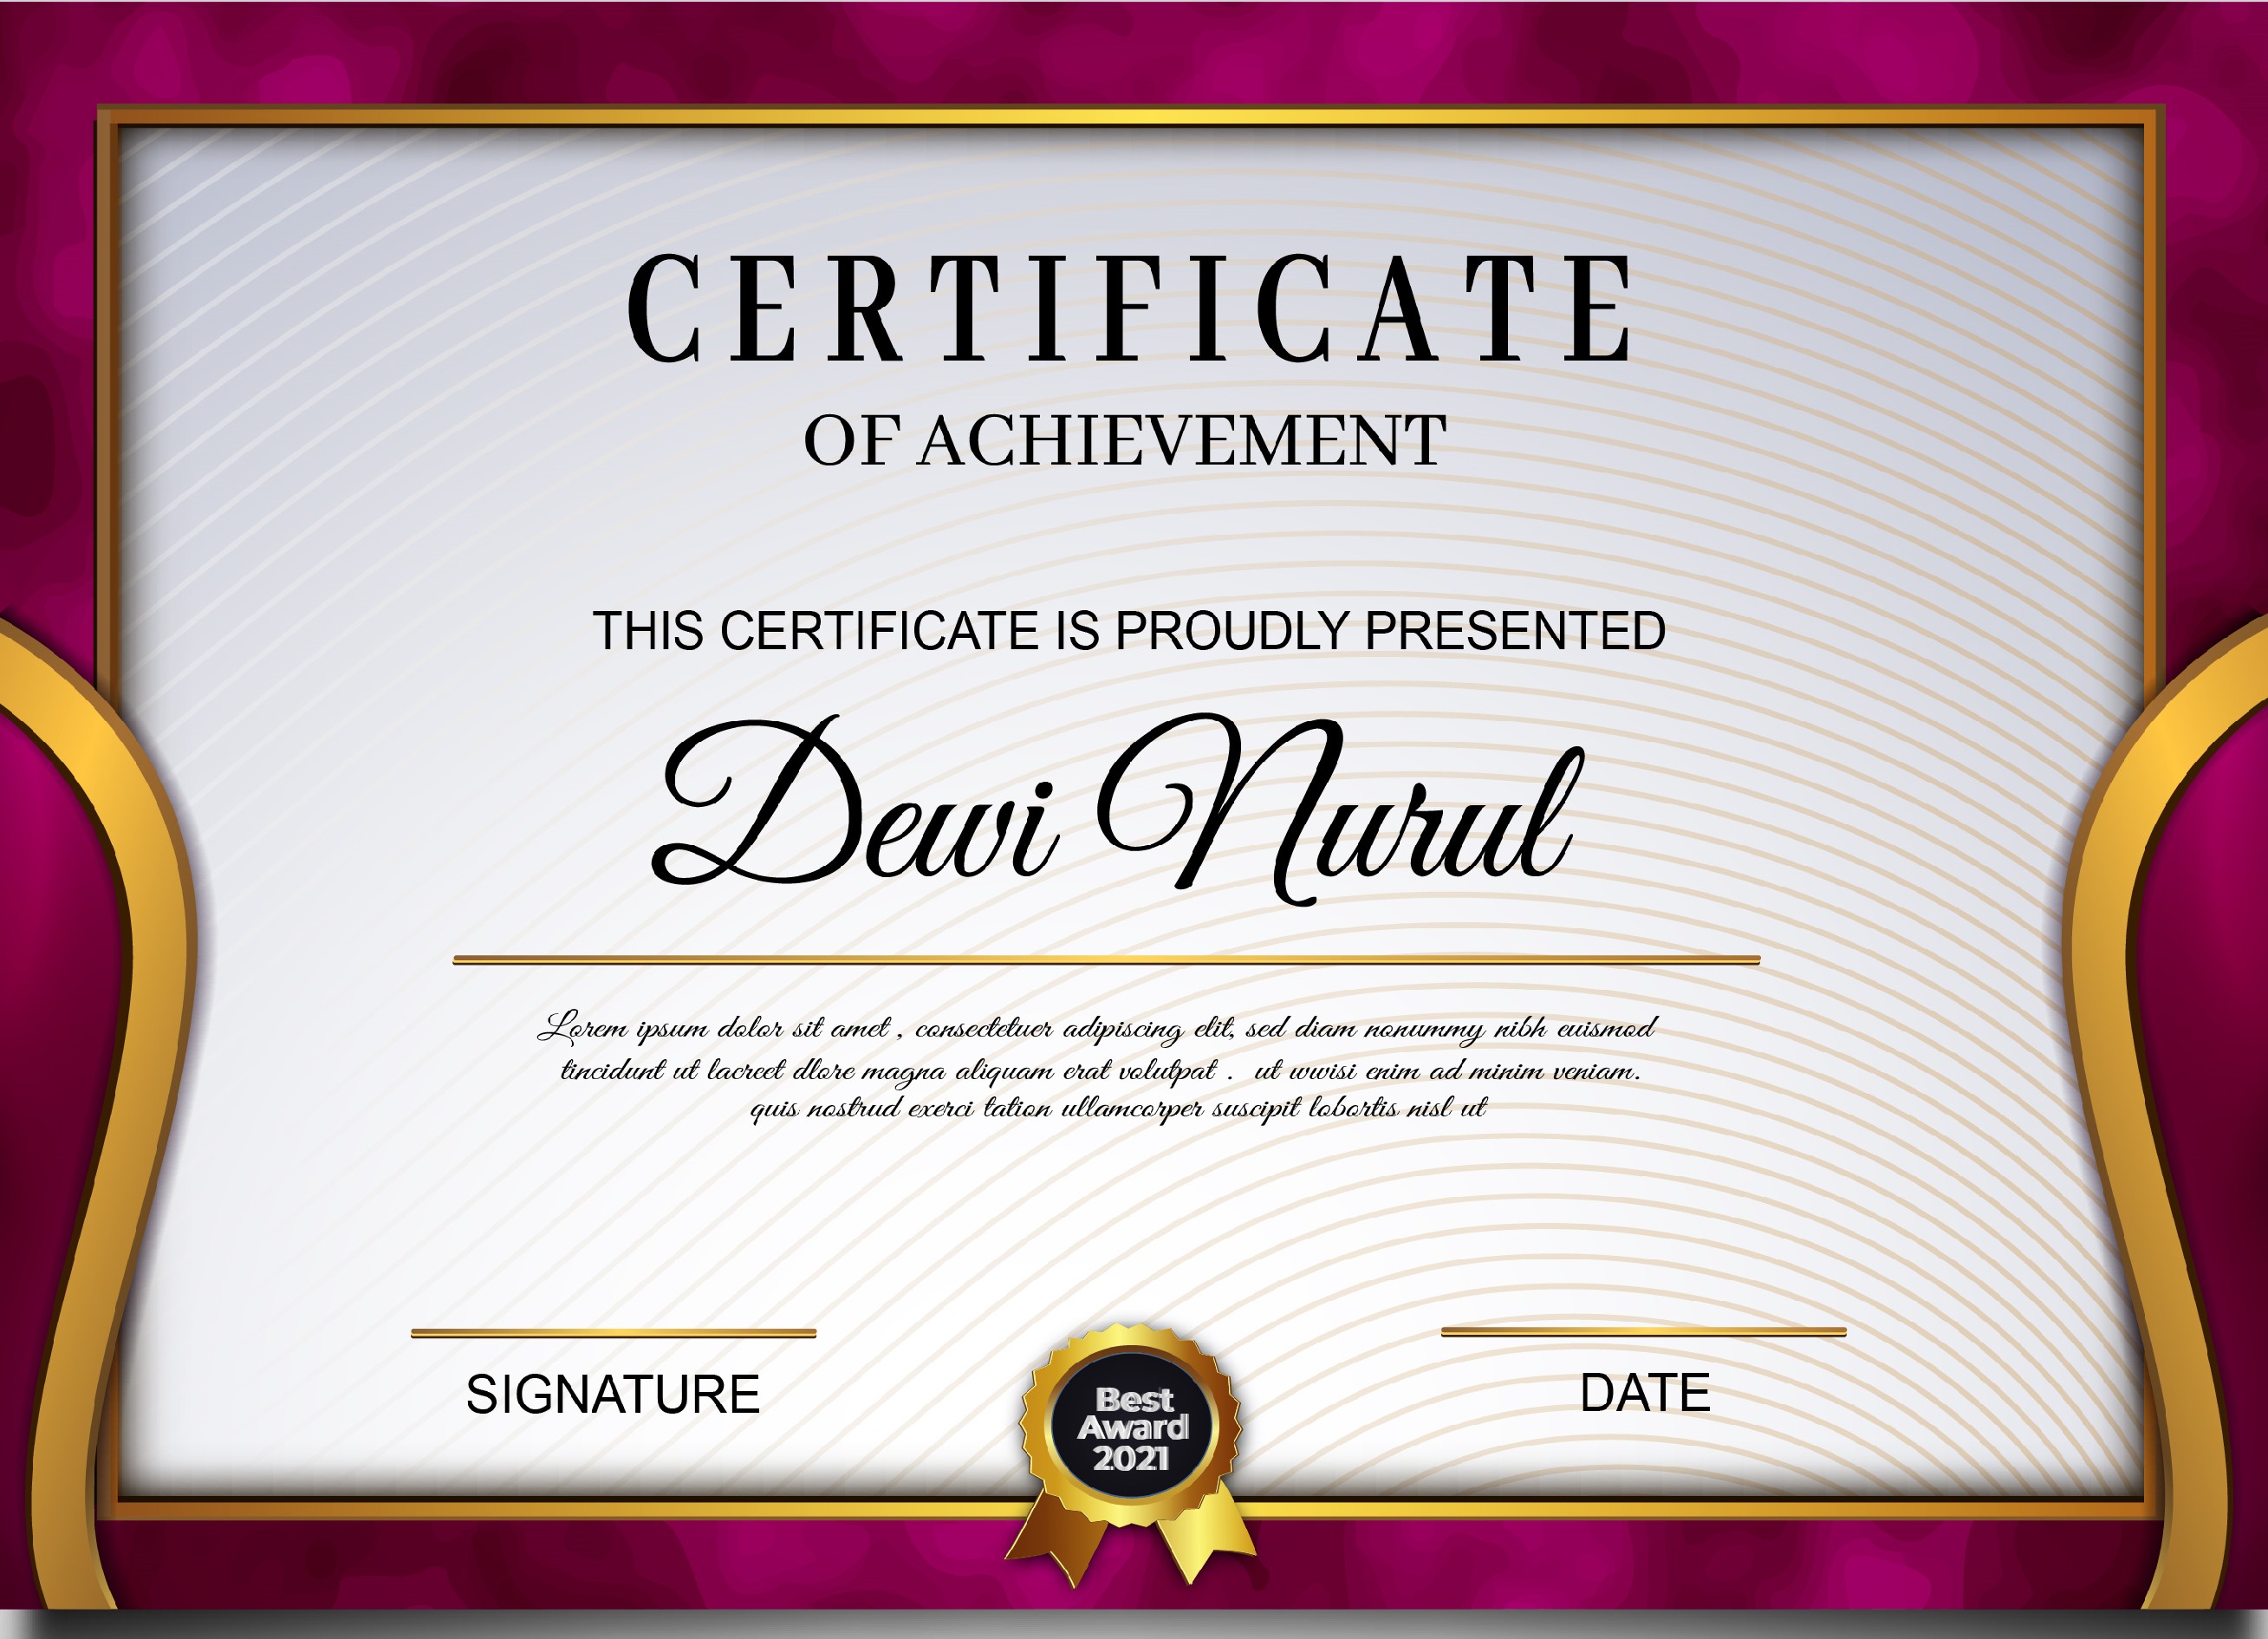 CERTIFICATE
OF ACHIEVEMENT
THIS CERTIFICATE IS PROUDLY PRESENTED
Dewi Nurul
Lorem ipsum dolor sit amet , consectetuer adipiscing elit, sed diam nonummy nibh euismod
tincidunt ut lacreet dlore magna aliquam erat volutpat .  ut wwisi enim ad minim veniam.
quis nostrud exerci tation ullamcorper suscipit lobortis nisl ut
SIGNATURE
Best
Award
2021
DATE